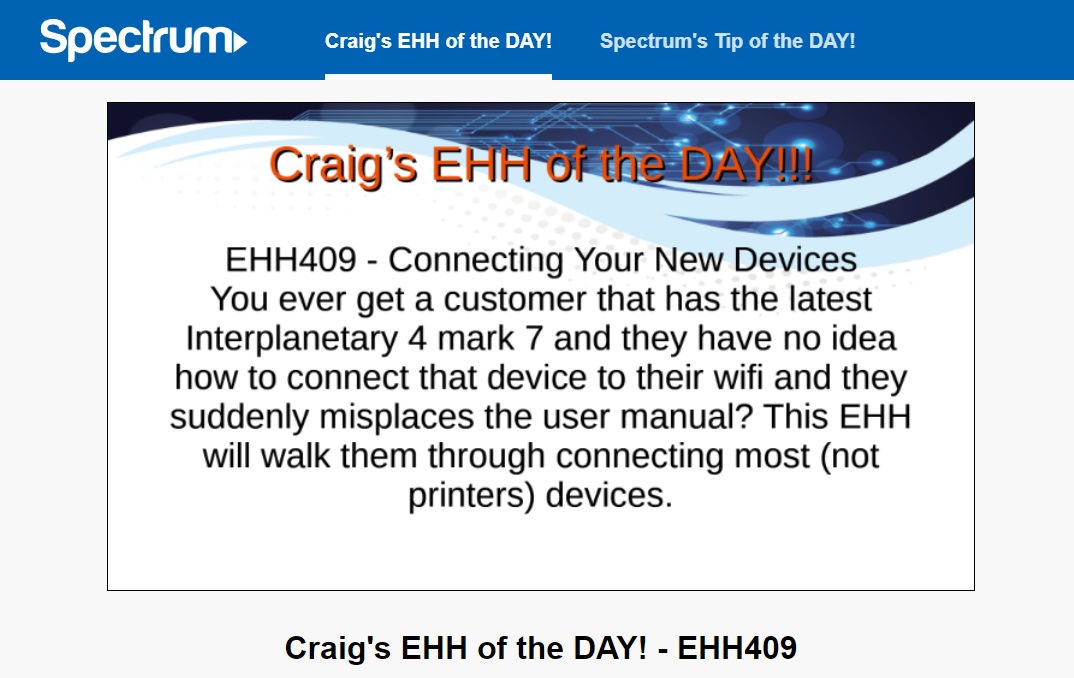 Spectrum
Craig's EHH of the DAY!
Spectrum's Tip of the DAY!
Craig’s EHH of the DAY!!!
EHH409 - Connecting Your New Devices
You ever get a customer that has the latest
Interplanetary 4 mark 7 and they have no idea
how to connect that device to their wifi and they
suddenly misplaces the user manual? This EHH
will walk them through connecting most (not
printers) devices.
Craig's EHH of the DAY! - EHH409